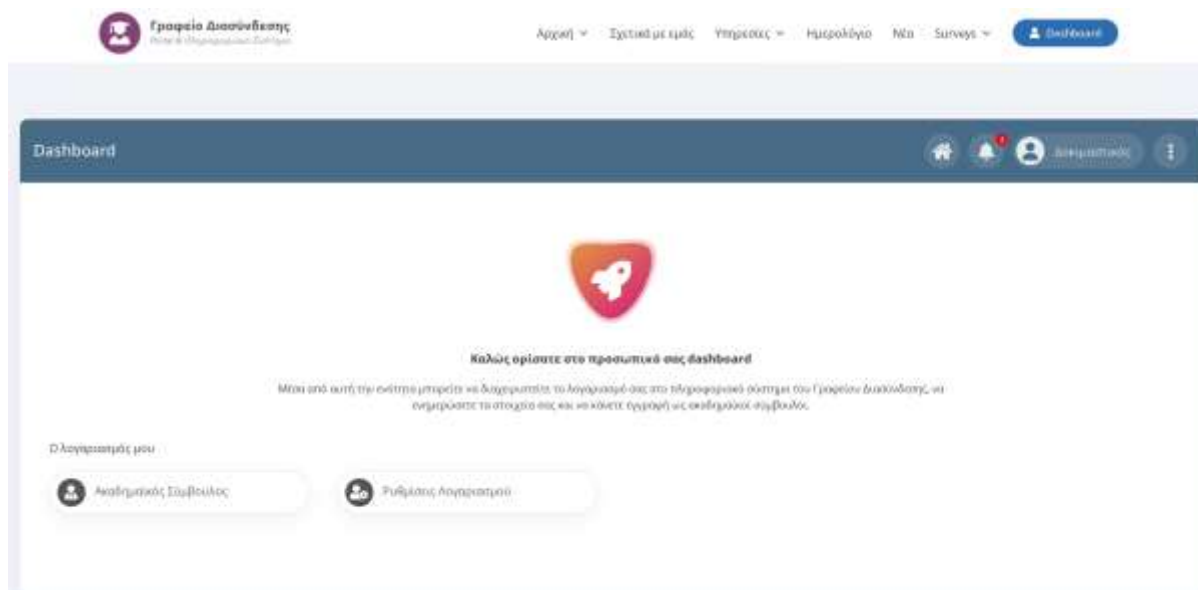 Γραφείο Διασύνδεσης
Αρχική Σχετικά με εμάς Υπηρεσίες Ημερολόγιο Νέα Surveys Dashboard
Dashboard
Καλώς ορίσατε στο προσωπικό σας dashboard
Μέσα από αυτή την ενότητα μπορείτε να διαχειριστείτε το λογαριασμό σας στο πληροφοριακό σύστημα του Γραφείου Διασύνδεσης, να
ενημερώσετε τα στοιχεία σας και να κάνετε εγγραφή ως ακαδημαϊκοί σύμβουλοι.
Ο λογαριασμός μου
Ακαδημαϊκός Σύμβουλος Ρυθμίσεις Λογαριασμού